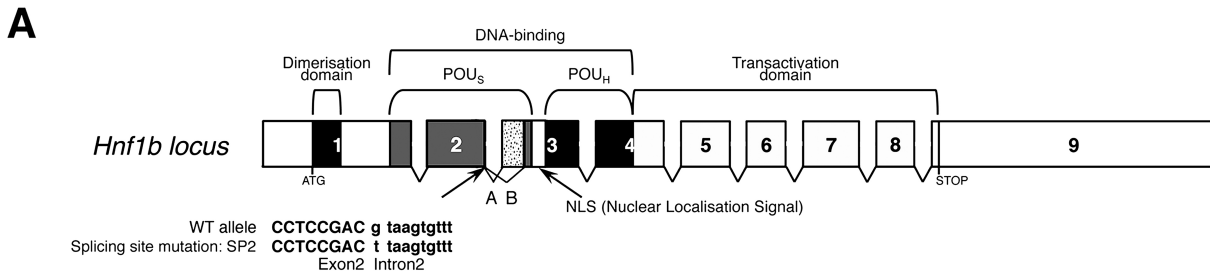 A
DNA-binding
Dimerisation
domain
POUS
POUH
Transactivation
domain
Hnf1b locus
1
2
3
4
5
6
7
8
9
ATG
A B
STOP
NLS (Nuclear Localisation Signal)
WT allele CCTCCGAC g taagtgttt
Splicing site mutation: SP2 CCTCCGAC t taagtgttt
Exon2 Intron2